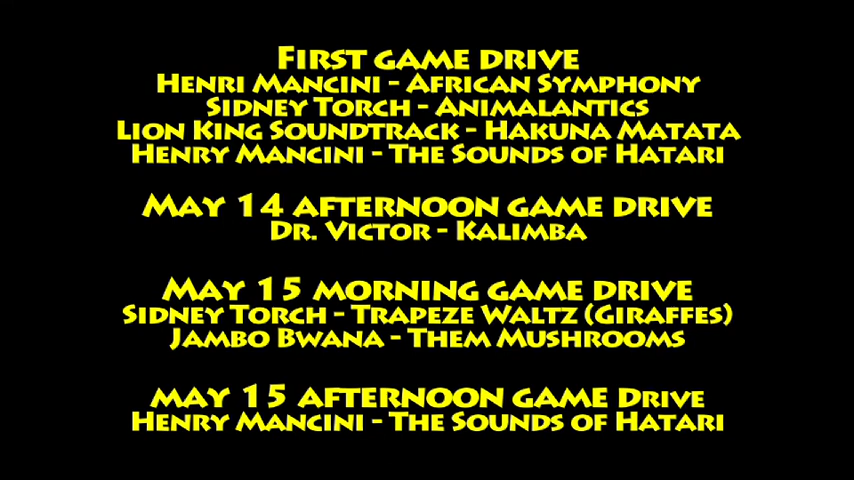 First game drive
Henri Mancini - African Symphony
Sidney Torch - Animalantics
Lion King Soundtrack - Hakuna Matata
Henry Mancini - The Sounds of Hatari
May 14 afternoon game drive
Dr. Victor - Kalimba
May 15 morning game drive
Sidney Torch - Trapeze Waltz (Giraffes)
Jambo Bwana - Them Mushrooms
may 15 afternoon game Drive
Henry Mancini - The Sounds of Hatari